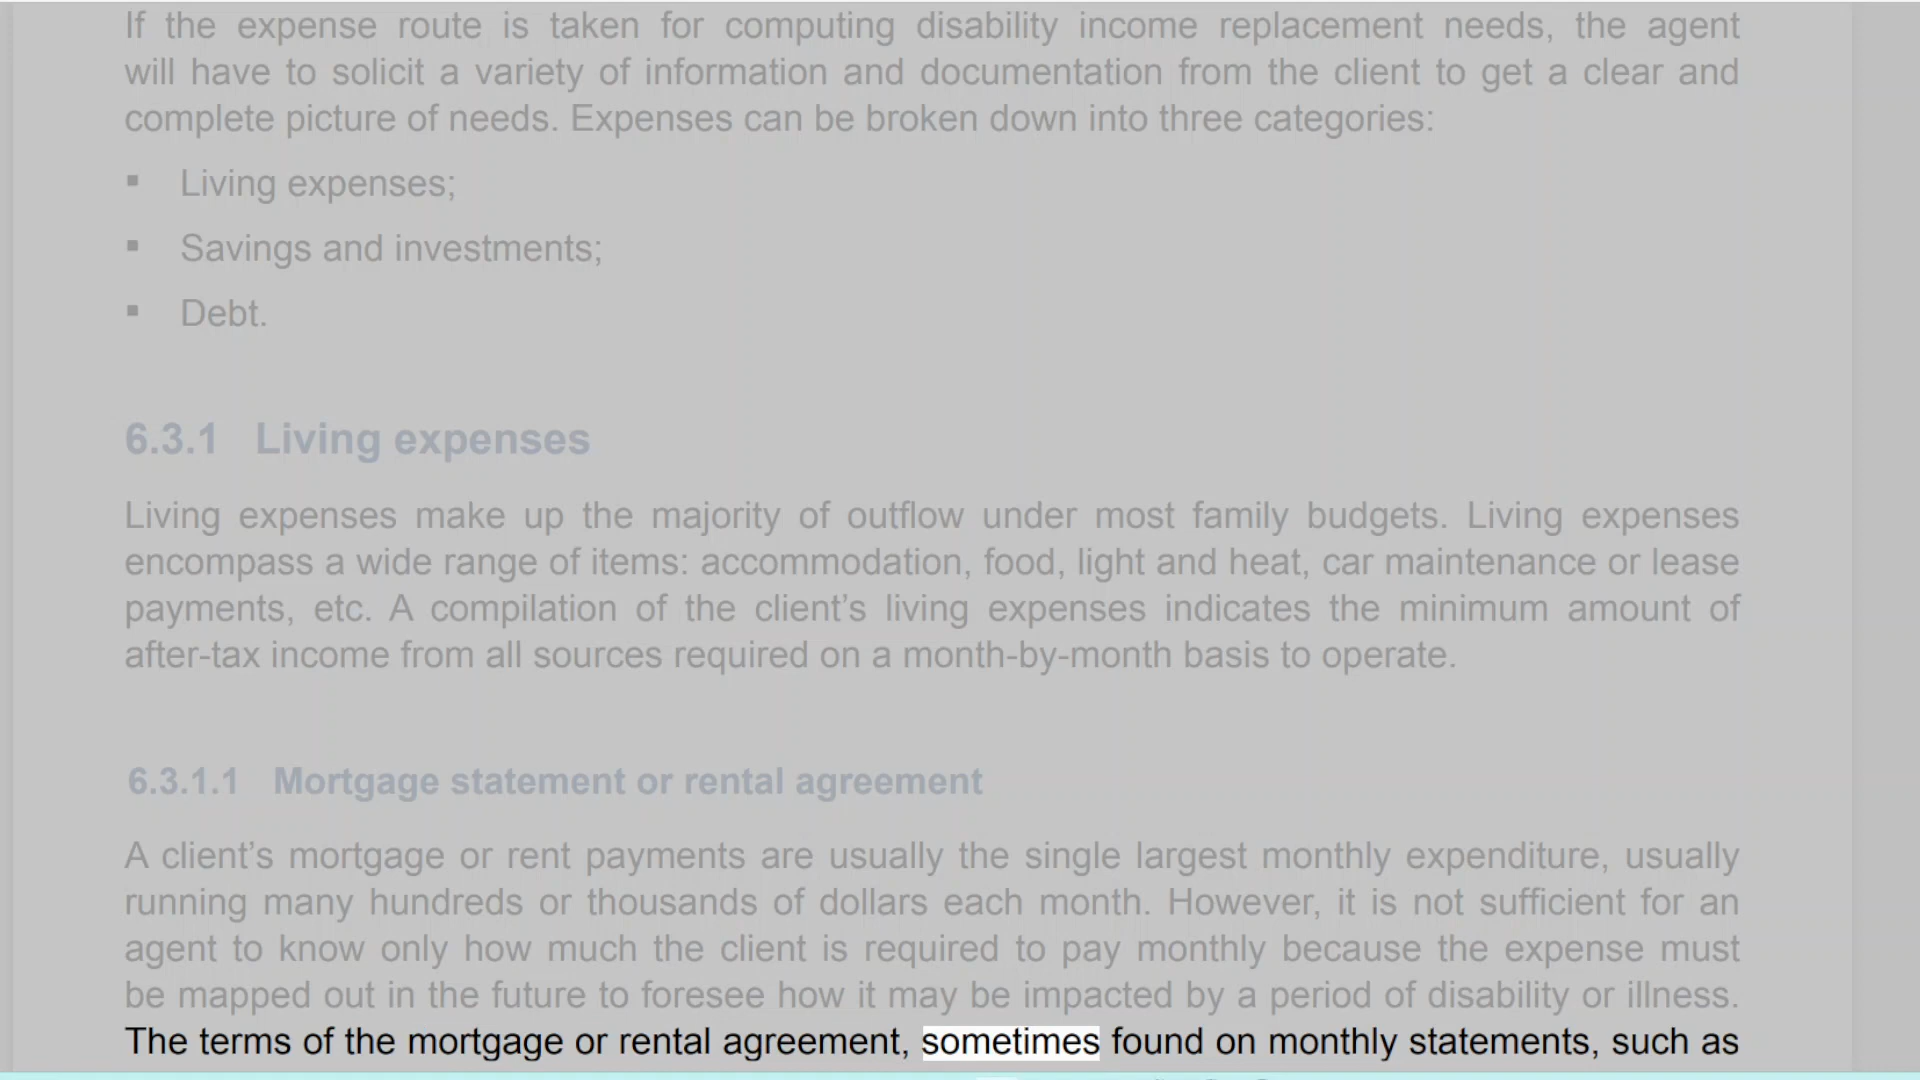 If the expense route is taken for computing disability income replacement needs, the agent
will have to solicit a variety of information and documentation from the client to get a clear and
complete picture of needs. Expenses can be broken down into three categories:
▪ Living expenses;
▪ Savings and investments;
▪ Debt.
6.3.1 Living expenses
Living expenses make up the majority of outflow under most family budgets. Living expenses
encompass a wide range of items: accommodation, food, light and heat, car maintenance or lease
payments, etc. A compilation of the client’s living expenses indicates the minimum amount of
after-tax income from all sources required on a month-by-month basis to operate.
6.3.1.1 Mortgage statement or rental agreement
A client’s mortgage or rent payments are usually the single largest monthly expenditure, usually
running many hundreds or thousands of dollars each month. However, it is not sufficient for an
agent to know only how much the client is required to pay monthly because the expense must
be mapped out in the future to foresee how it may be impacted by a period of disability or illness.
The terms of the mortgage or rental agreement, sometimes found on monthly statements, such as